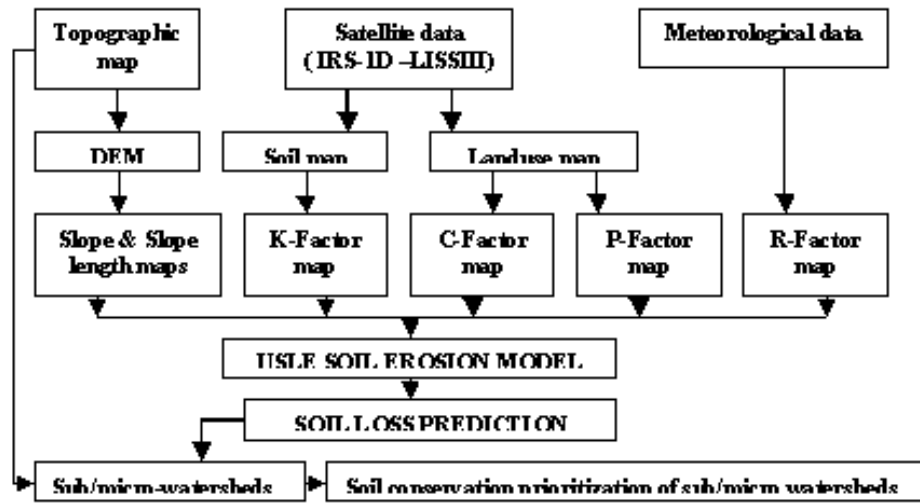 Topographic
map
Satellite data
( IRS-1D –LISSIII)
Meteorological data
DEM
Soil map
Landuse map
Slope & Slope
length maps
K-Factor
map
C-Factor
map
P-Factor
map
R-Factor
map
USLE SOIL EROSION MODEL
SOIL LOSS PREDICTION
Sub/micro-watersheds
Soil conservation prioritization of sub/micro watersheds